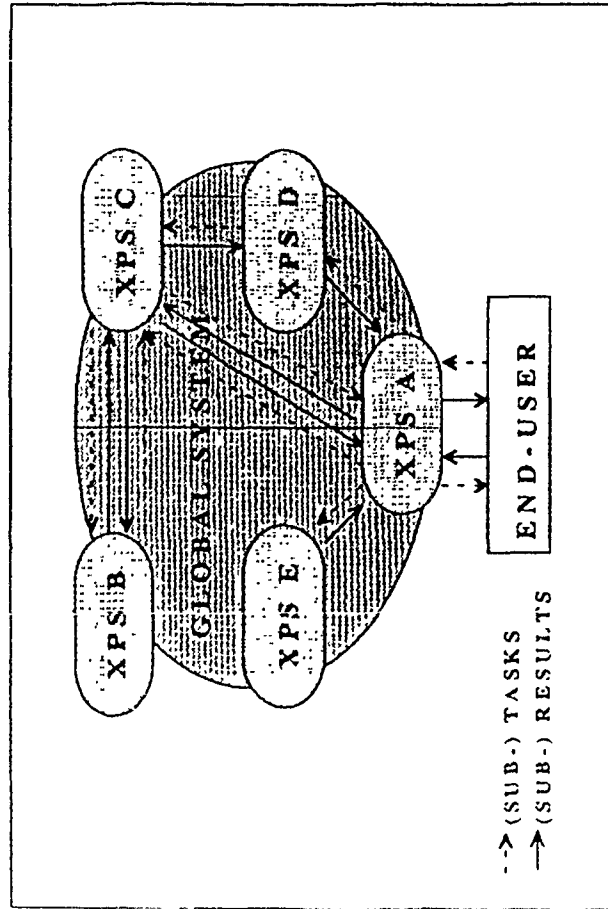 XPS B
XPS C
GLOBAL SYSTEM
XPS E
XPS D
XPS A
END-USER
(SUB-) TASKS
(SUB-) RESULTS